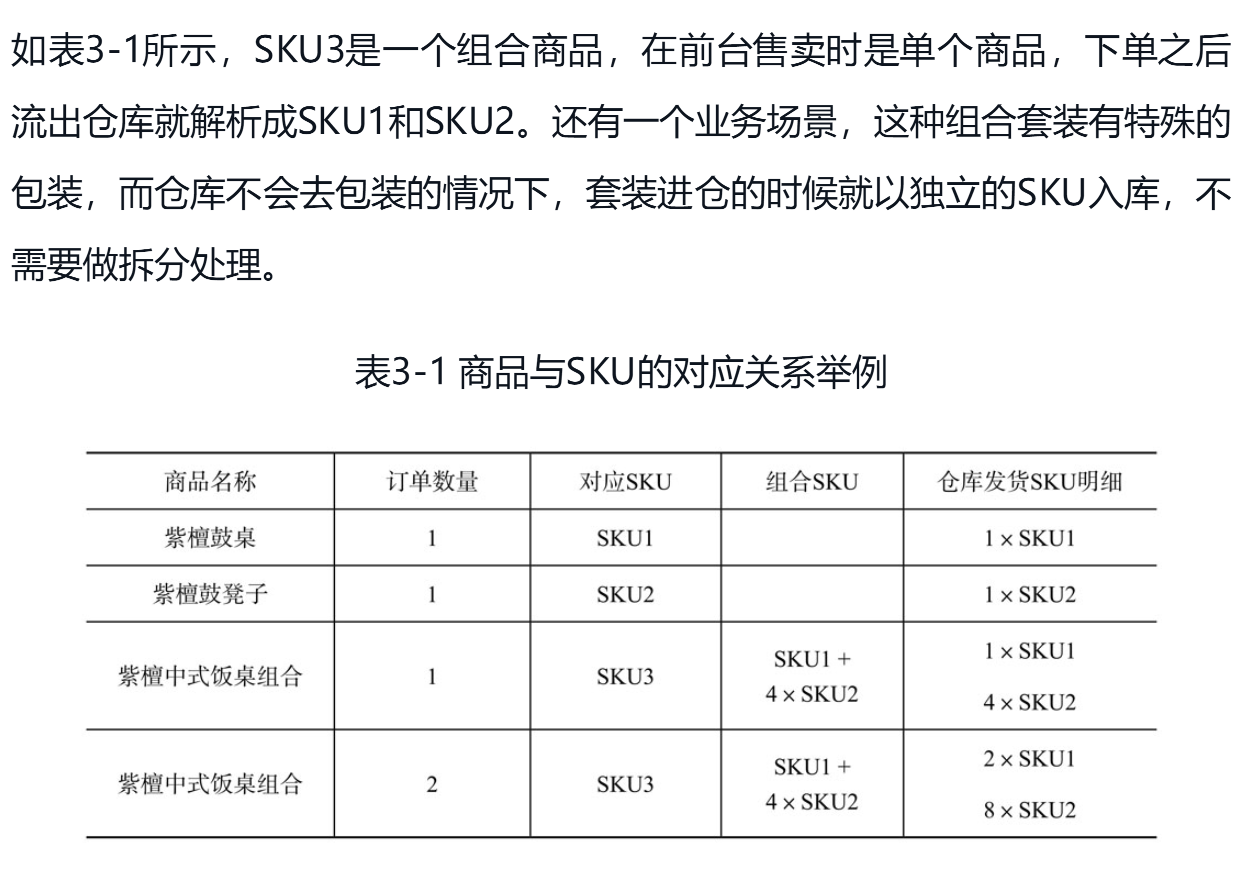 如表3-1所示，SKU3是一个组合商品，在前台售卖时是单个商品，下单之后
流出仓库就解析成SKU1和SKU2。还有一个业务场景，这种组合套装有特殊的
包装，而仓库不会去包装的情况下，套装进仓的时候就以独立的SKU入库，不
需要做拆分处理。
表3-1 商品与SKU的对应关系举例
商品名称 订单数量 对应SKU 组合SKU 仓库发货SKU明细
紫檀鼓桌 1 SKU1 1 × SKU1
紫檀鼓凳子 1 SKU2 1 × SKU2
紫檀中式饭桌组合 1 SKU3 SKU1 + 4 × SKU2 1 × SKU1 4 × SKU2
紫檀中式饭桌组合 2 SKU3 SKU1 + 4 × SKU2 2 × SKU1 8 × SKU2